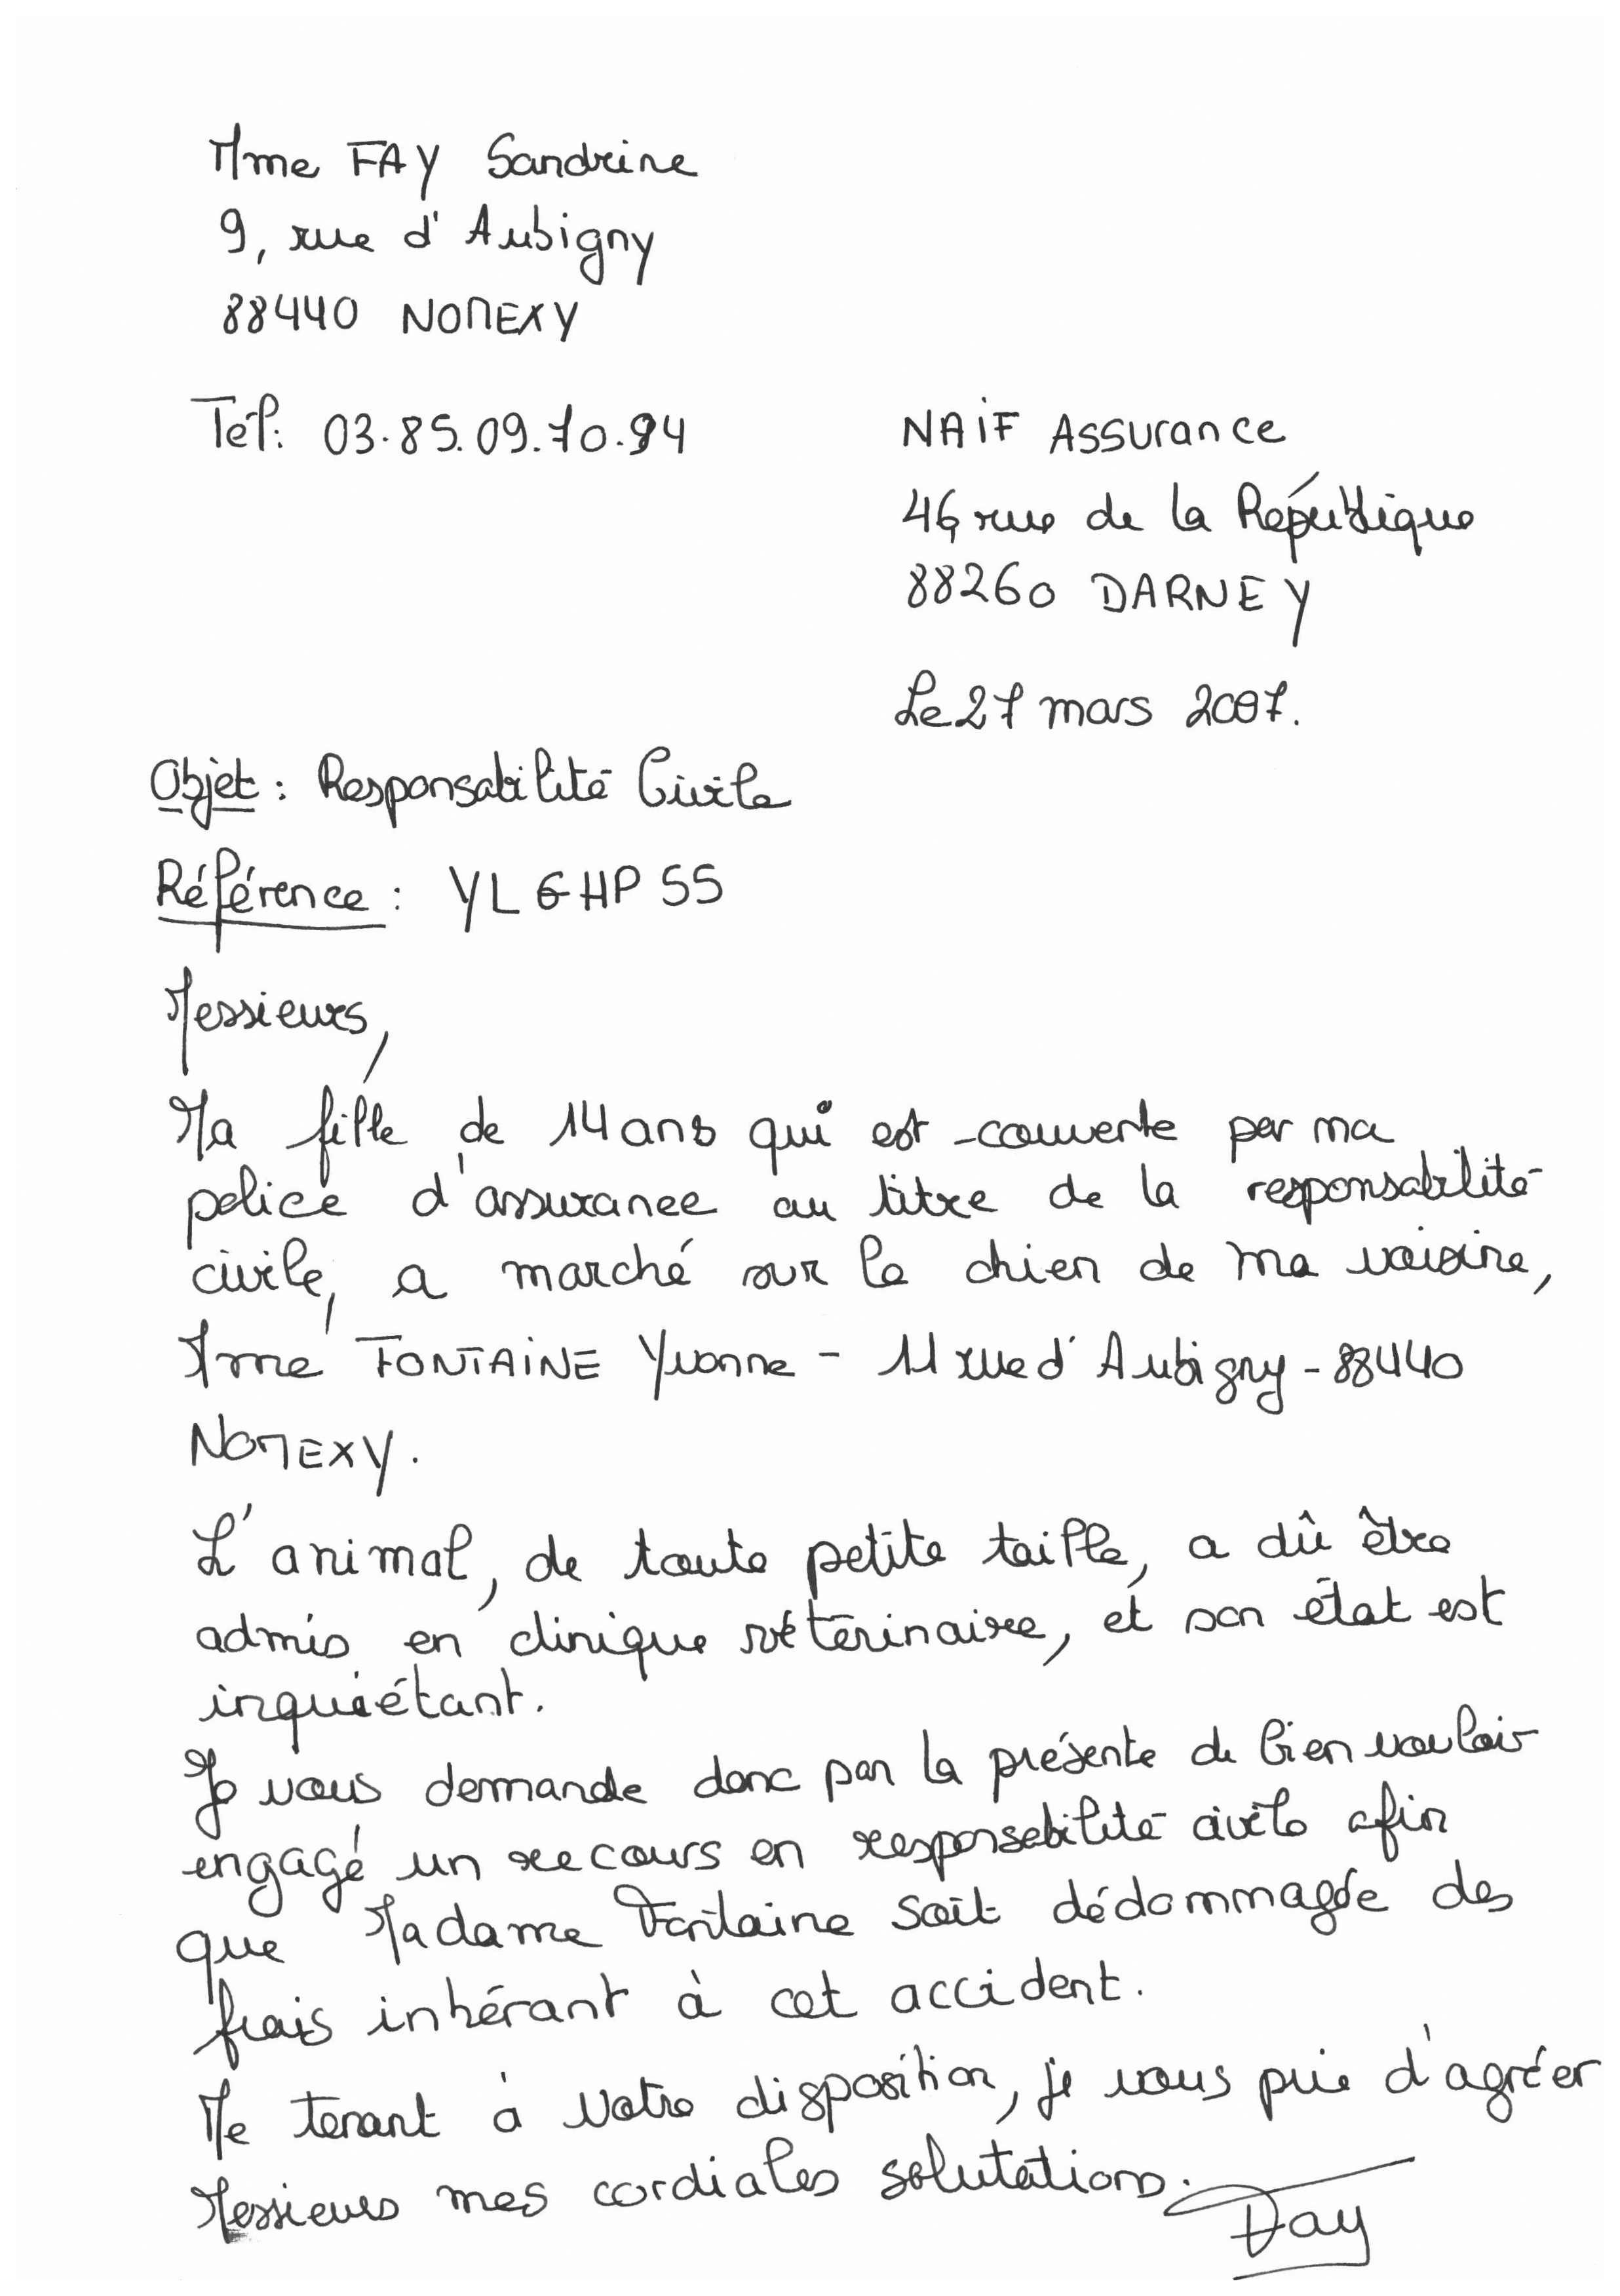 Mme FAY Sandrine
9, rue d'Aubigny
88440 NOMEXY
Tél: 03.85.09.70.94
NAIF Assurance
46 rue de la République
88260 DARNEY
Le 27 mars 2007.
Objet : Responsabilité Civile
Référence : YLGHP55
Messieurs,
Ma fille de 14 ans qui est couverte par ma
police d'assurance au titre de la responsabilité
civile, a marché sur le chien de ma voisine,
Mme FONTAINE Yvonne - 11 rue d'Aubigny - 88440
NOMEXY.
L'animal, de toute petite taille, a dû être
admis en clinique vétérinaire, et son état est
inquiétant.
Je vous demande donc par la présente de bien vouloir
engagé un recours en responsabilité civile afin
que Madame Fontaine soit dédommagée des
frais inhérant à cet accident.
Me tenant à votre disposition, je vous prie d'agréer
Messieurs mes cordiales salutations.
Fay